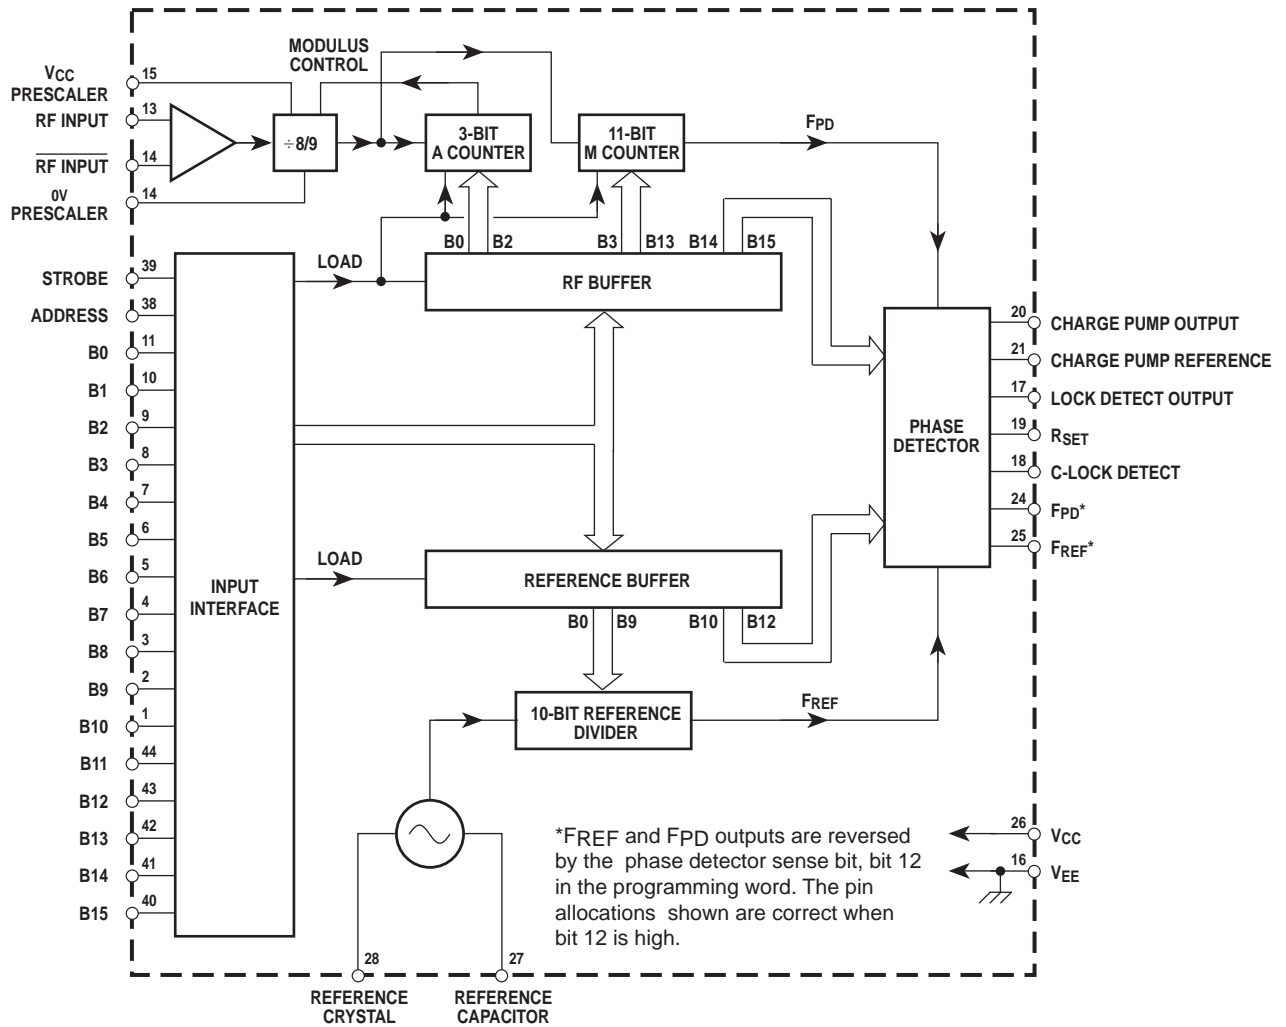 MODULUS
CONTROL
VCC
PRESCALER
15
RF INPUT
13
RF INPUT
14
0V
PRESCALER
14
÷8/9
3-BIT
A COUNTER
11-BIT
M COUNTER
FPD
B0
B2
B3
B13
B14
B15
STROBE
39
ADDRESS
38
B0
11
B1
10
B2
9
B3
8
B4
7
B5
6
B6
5
B7
4
B8
3
B9
2
B10
1
B11
44
B12
43
B13
42
B14
41
B15
40
INPUT
INTERFACE
LOAD
RF BUFFER
LOAD
REFERENCE BUFFER
B0
B9
B10
B12
10-BIT REFERENCE
DIVIDER
FREF
PHASE
DETECTOR
20
CHARGE PUMP OUTPUT
21
CHARGE PUMP REFERENCE
17
LOCK DETECT OUTPUT
19
RSET
18
C-LOCK DETECT
24
FPD*
25
FREF*
26
VCC
16
VEE
*FREF and FPD outputs are reversed
by the phase detector sense bit, bit 12
in the programming word. The pin
allocations shown are correct when
bit 12 is high.
28
27
REFERENCE
CRYSTAL
REFERENCE
CAPACITOR